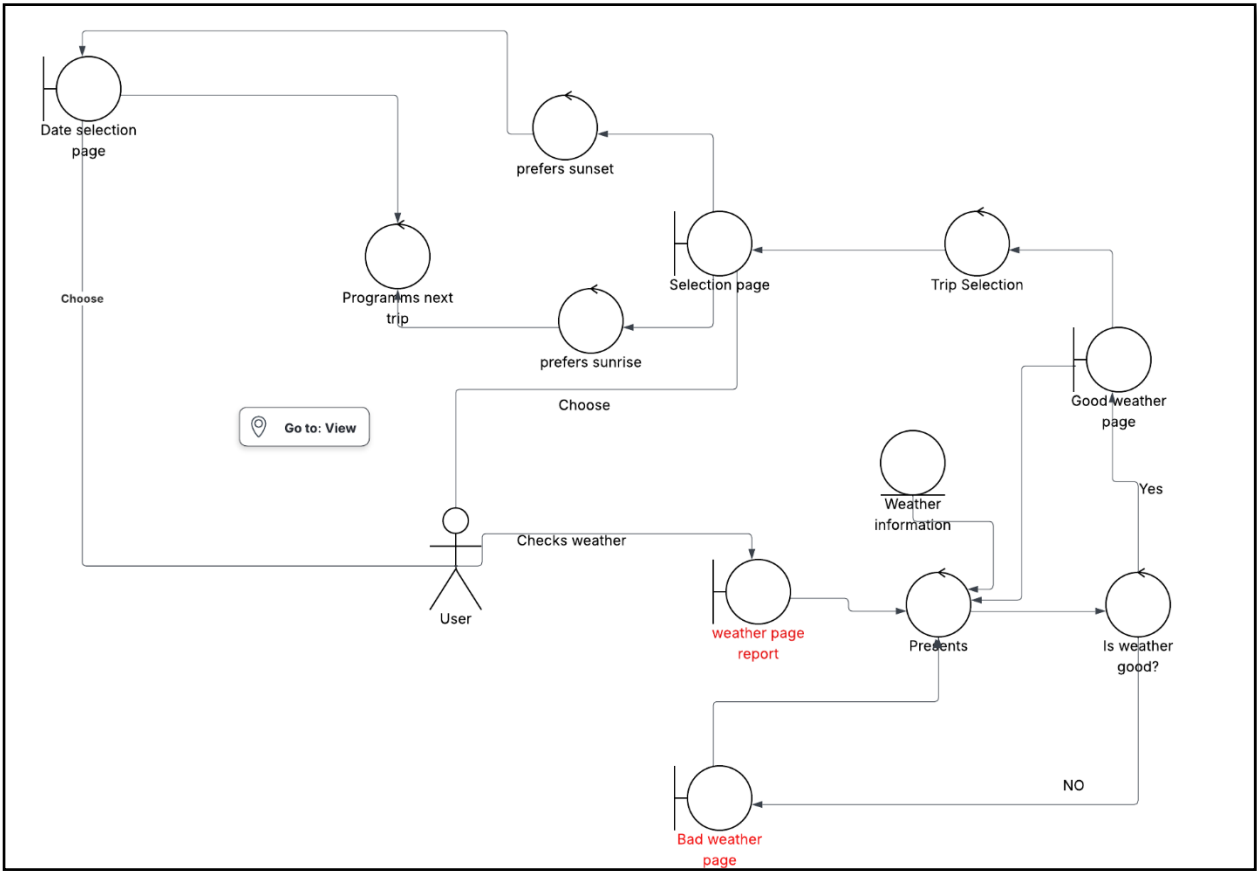 Date selection
page
prefers sunset
Programms next
trip
Selection page
Trip Selection
prefers sunrise
Choose
Choose
Good weather
page
Go to: View
Weather
information
Yes
Checks weather
User
weather page
report
Presents
Is weather
good?
NO
Bad weather
page